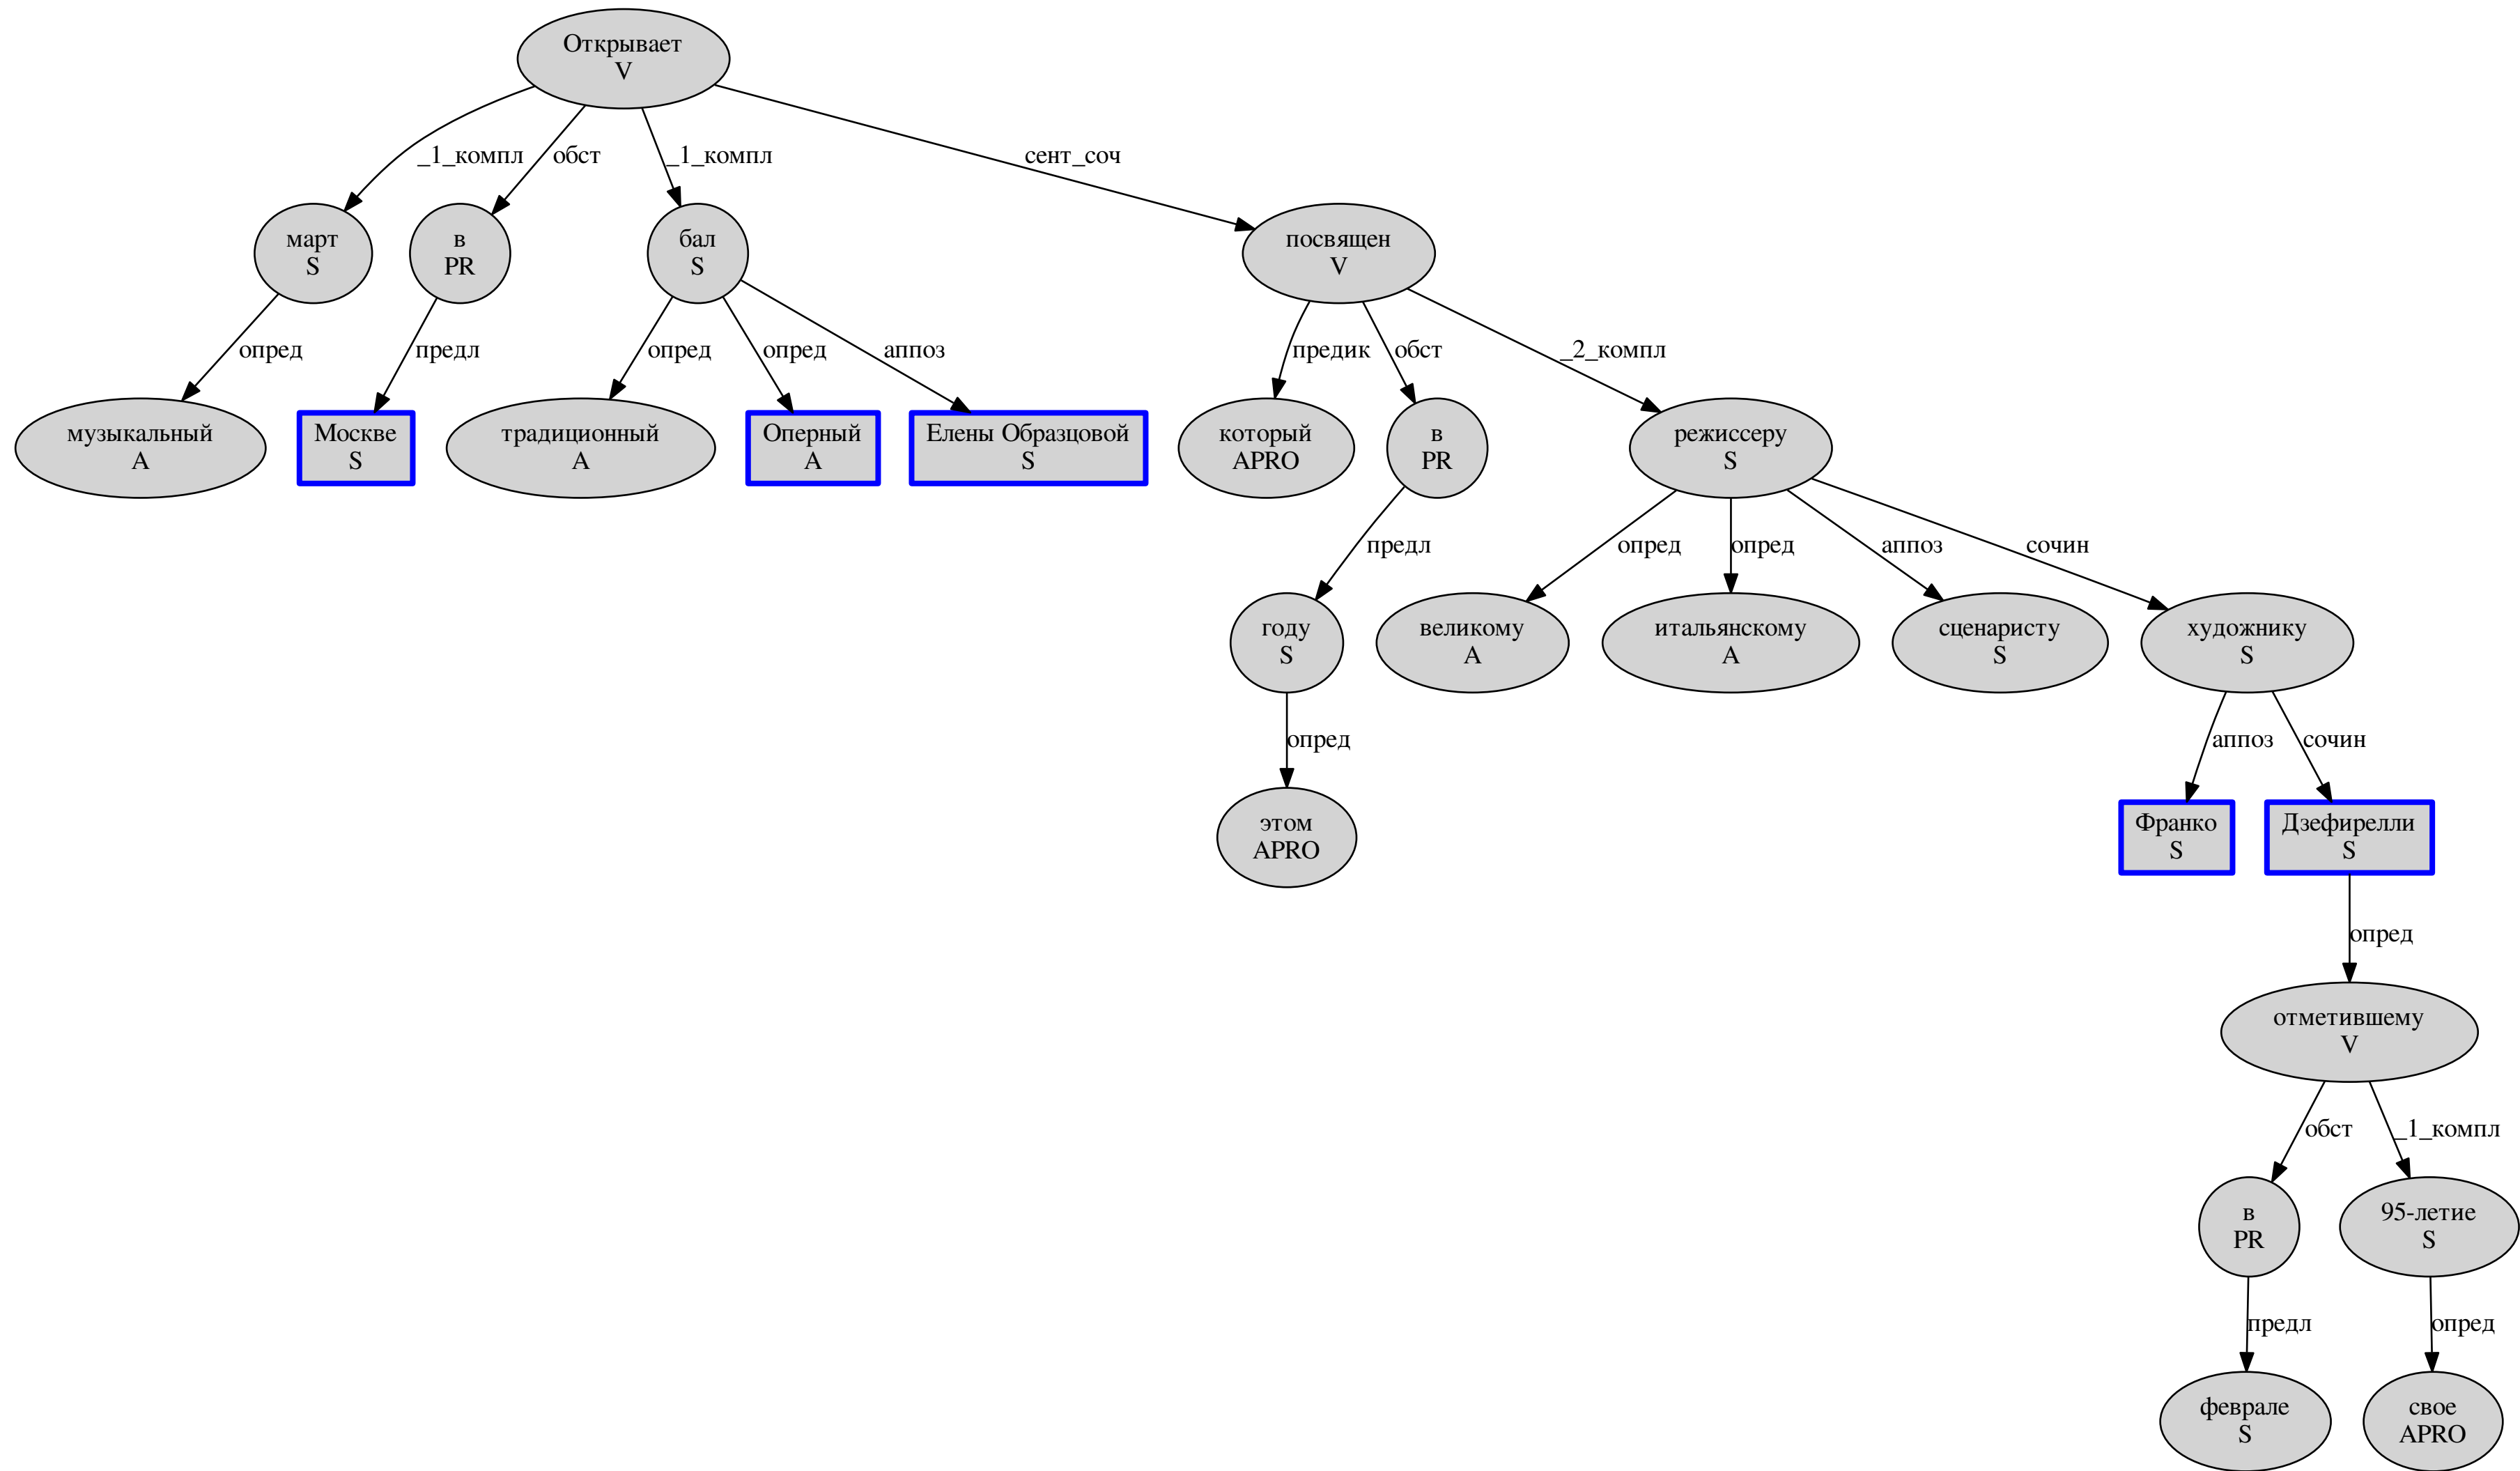 Открывает
V
_1_компл
обст
_1_компл
сент_соч
март
S
в
PR
бал
S
посвящен
V
опред
предл
опред
опред
аппоз
предик
обст
_2_компл
музыкальный
A
Москве
S
традиционный
A
Оперный
A
Елены Образцовой
S
который
APRO
в
PR
режиссеру
S
предл
опред
опред
аппоз
сочин
году
S
великому
A
итальянскому
A
сценаристу
S
художнику
S
опред
аппоз
сочин
этом
APRO
Франко
S
Дзефирелли
S
опред
отметившему
V
обст
_1_компл
в
PR
95-летие
S
предл
опред
феврале
S
свое
APRO